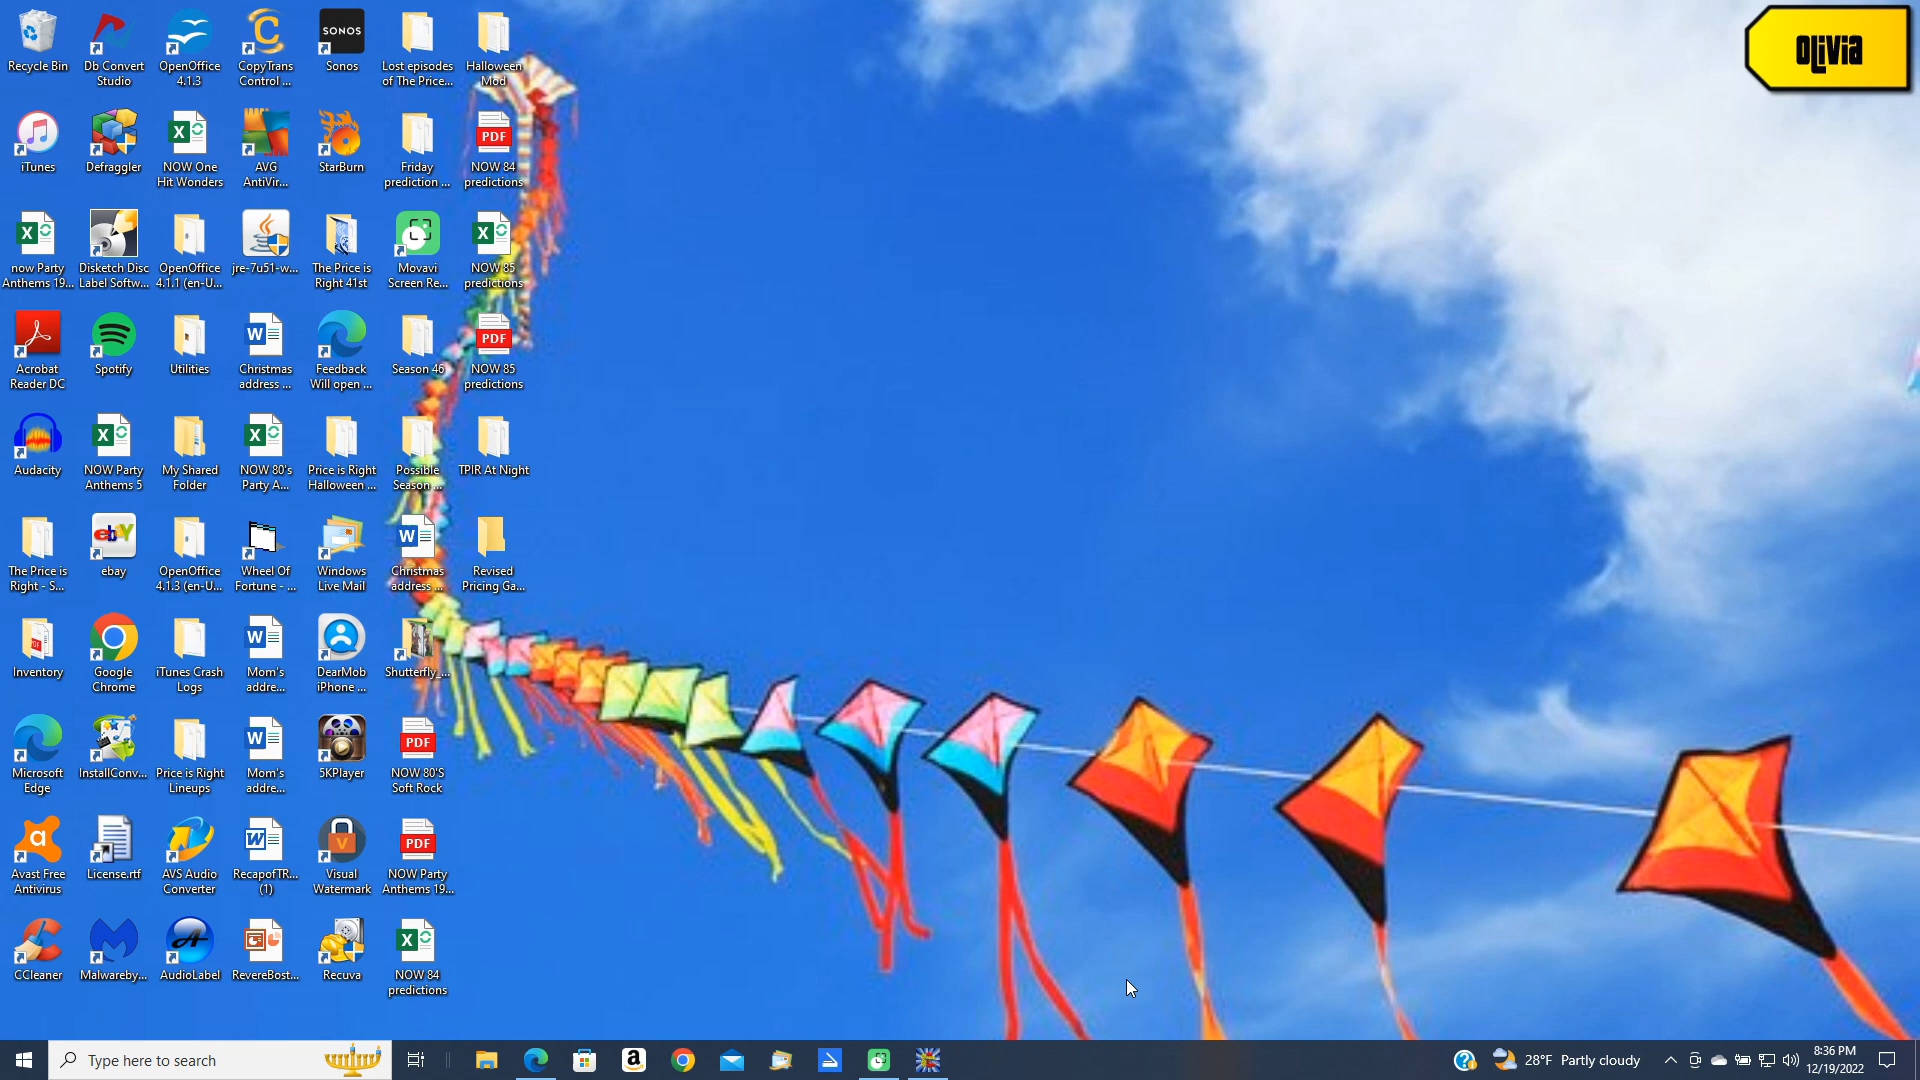 Olivia
Recycle Bin
Db Convert
Studio
OpenOffice
4.1.3
CopyTrans
Control ...
SONOS
Sonos
Lost episodes
of The Price...
Halloween
Mod
iTunes
Defraggler
NOW One
Hit Wonders
AVG
AntiVir...
StarBurn
Friday
prediction ...
PDF
NOW 84
predictions
now Party
Anthems 19...
Disketch Disc
Label Softw...
OpenOffice
4.1.1 (en-U...
jre-7u51-w...
The Price is
Right 41st
Movavi
Screen Re...
NOW 85
predictions
Acrobat
Reader DC
Spotify
Utilities
Christmas
address ...
Feedback
Will open ...
Season 46
PDF
NOW 85
predictions
Audacity
NOW Party
Anthems 5
My Shared
Folder
NOW 80's
Party A...
Price is Right
Halloween ...
Possible
Season ...
TPIR At Night
The Price is
Right - S...
ebay
ebay
OpenOffice
4.1.3 (en-U...
Wheel Of
Fortune - ...
Windows
Live Mail
Christmas
address ...
Revised
Pricing Ga...
Inventory
Google
Chrome
iTunes Crash
Logs
Mom's
addre...
DearMob
iPhone ...
Shutterfly_...
Microsoft
Edge
InstallConv...
Price is Right
Lineups
Mom's
addre...
5KPlayer
PDF
NOW 80'S
Soft Rock
Avast Free
Antivirus
License.rtf
AVS Audio
Converter
RecapofTR...
(1)
Visual
Watermark
PDF
NOW Party
Anthems 19...
CCleaner
Malwareby...
AudioLabel
RevereBost...
Recuva
NOW 84
predictions
Type here to search
28°F Partly cloudy
8:36 PM
12/19/2022